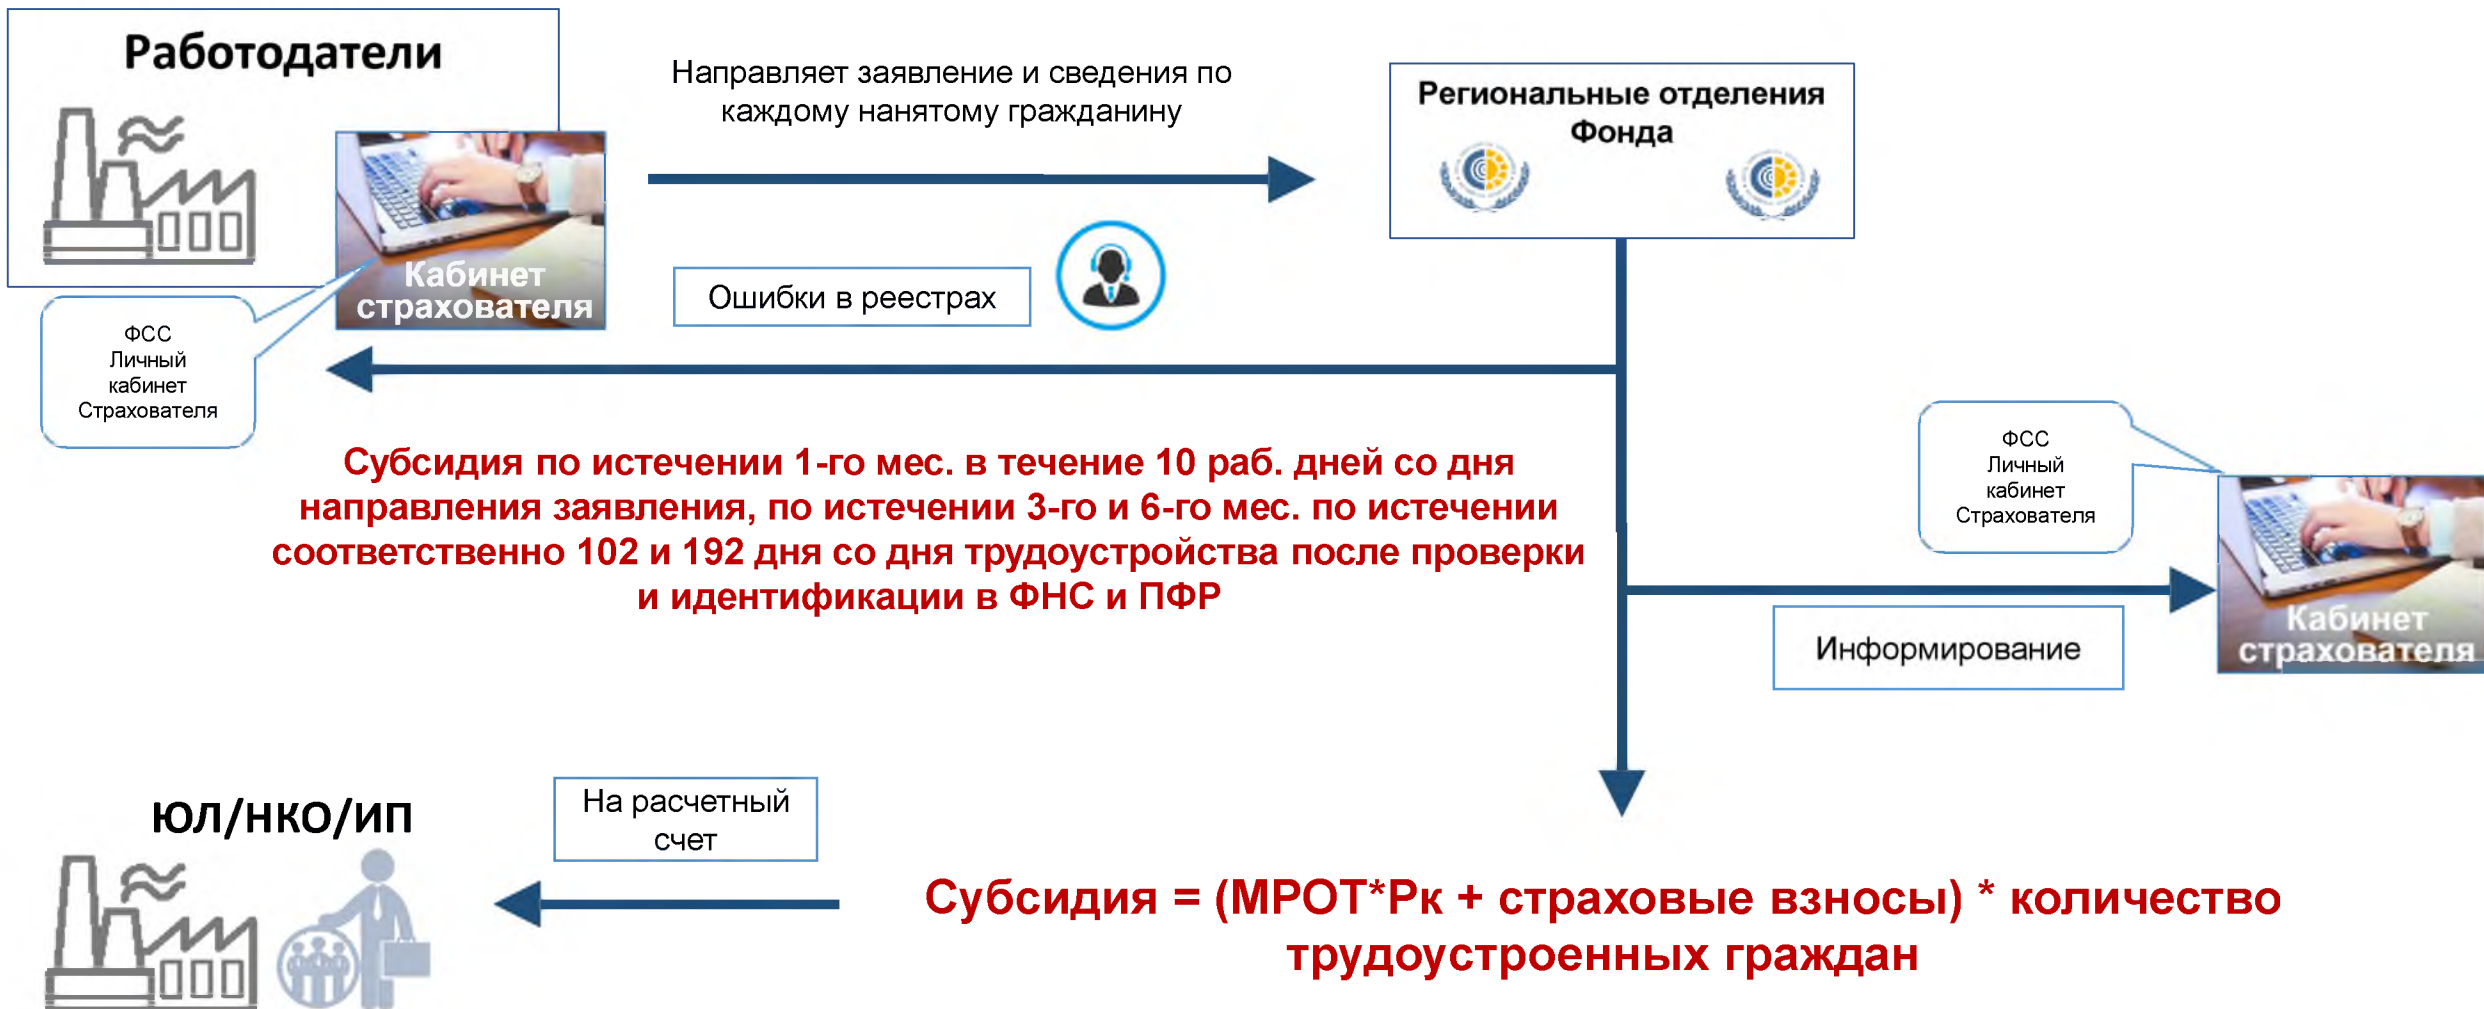 Работодатели
Направляет заявление и сведения по
каждому нанятому гражданину
Региональные отделения
Фонда
Кабинет
страхователя
Ошибки в реестрах
ФСС
Личный
кабинет
Страхователя
Субсидия по истечении 1-го мес. в течение 10 раб. дней со дня
направления заявления, по истечении 3-го и 6-го мес. по истечении
соответственно 102 и 192 дня со дня трудоустройства после проверки
и идентификации в ФНС и ПФР
ФСС
Личный
кабинет
Страхователя
Кабинет
страхователя
Информирование
ЮЛ/НКО/ИП
На расчетный
счет
Субсидия = (МРОТ*Рк + страховые взносы) * количество
трудоустроенных граждан